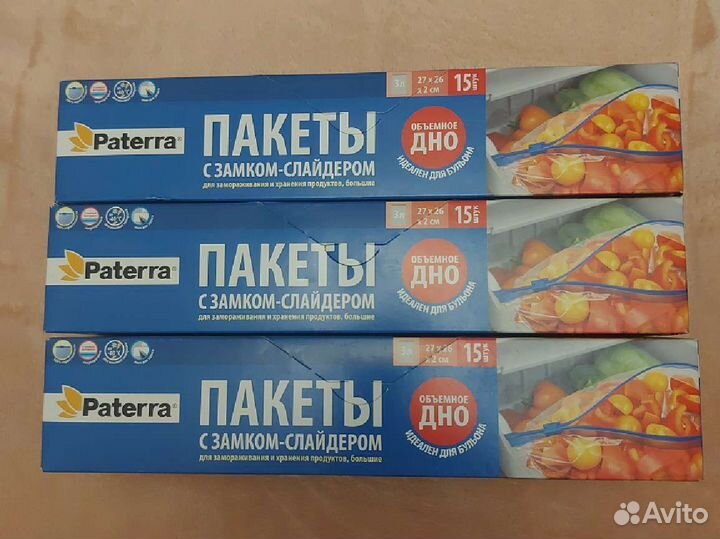 3л
27 x 26
x 2 см
15 штук
Paterra®
ПАКЕТЫ
С ЗАМКОМ-СЛАЙДЕРОМ
для замораживания и хранения продуктов, большие
ОБЪЕМНОЕ
ДНО
ИДЕАЛЕН ДЛЯ БУЛЬОНА
3л
27 x 26
x 2 см
15 штук
Paterra®
ПАКЕТЫ
С ЗАМКОМ-СЛАЙДЕРОМ
для замораживания и хранения продуктов, большие
ОБЪЕМНОЕ
ДНО
ИДЕАЛЕН ДЛЯ БУЛЬОНА
3л
27 x 26
x 2 см
15 штук
Paterra®
ПАКЕТЫ
С ЗАМКОМ-СЛАЙДЕРОМ
для замораживания и хранения продуктов, большие
ОБЪЕМНОЕ
ДНО
ИДЕАЛЕН ДЛЯ БУЛЬОНА
Avito